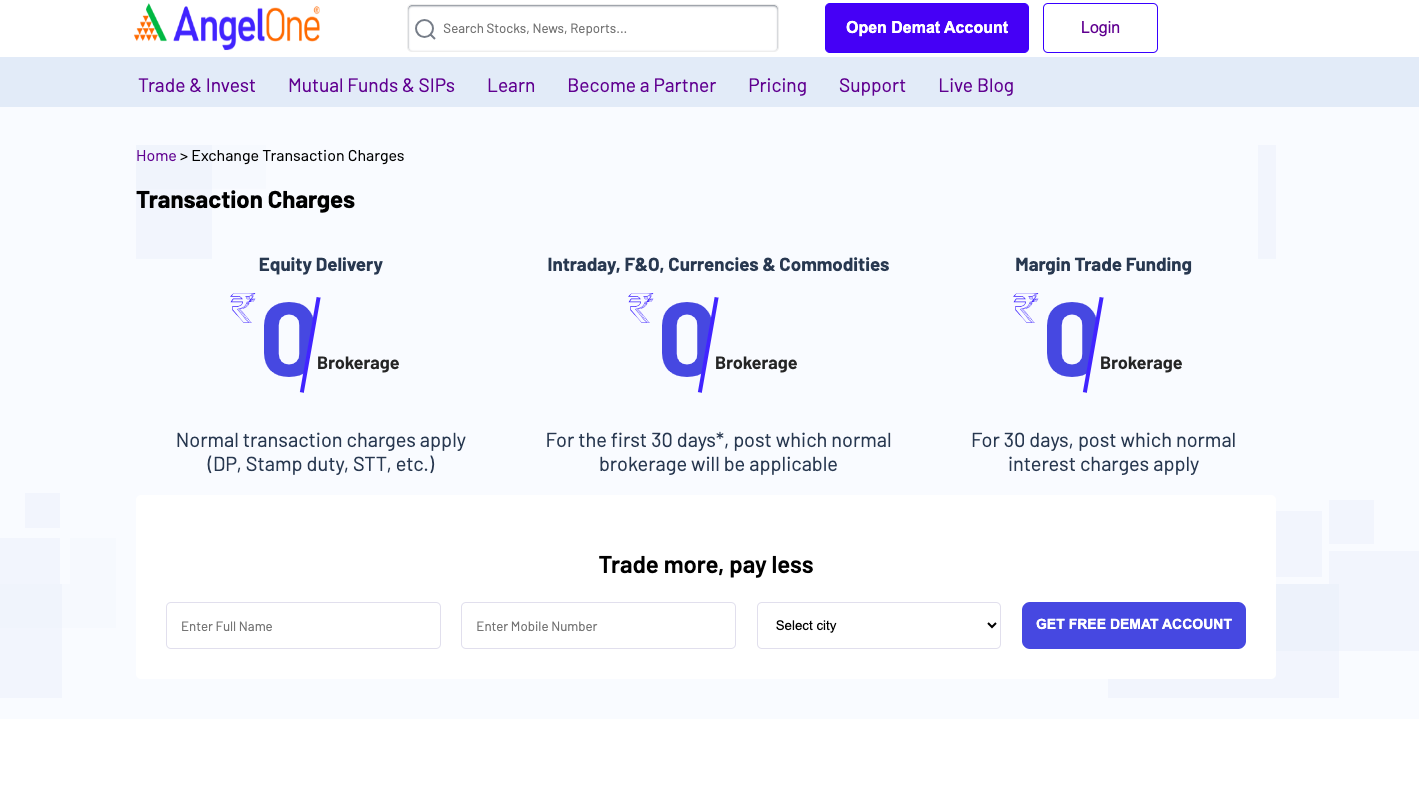 AngelOne®
Search Stocks, News, Reports...
Open Demat Account
Login
Trade & Invest
Mutual Funds & SIPs
Learn
Become a Partner
Pricing
Support
Live Blog
Home > Exchange Transaction Charges
Transaction Charges
Equity Delivery
₹ 0/ Brokerage
Normal transaction charges apply
(DP, Stamp duty, STT, etc.)
Intraday, F&O, Currencies & Commodities
₹ 0/ Brokerage
For the first 30 days*, post which normal
brokerage will be applicable
Margin Trade Funding
₹ 0/ Brokerage
For 30 days, post which normal
interest charges apply
Trade more, pay less
Enter Full Name
Enter Mobile Number
Select city
GET FREE DEMAT ACCOUNT